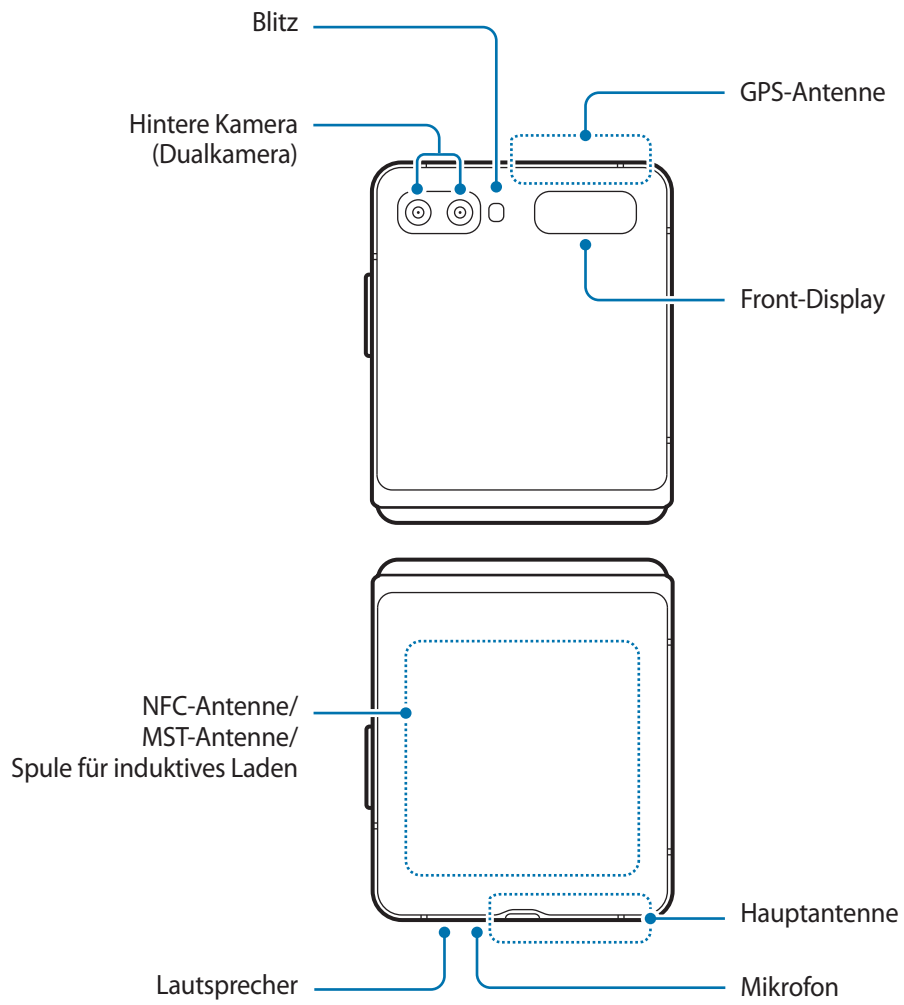 Blitz
GPS-Antenne
Hintere Kamera
(Dualkamera)
Front-Display
NFC-Antenne/
MST-Antenne/
Spule für induktives Laden
Hauptantenne
Lautsprecher
Mikrofon